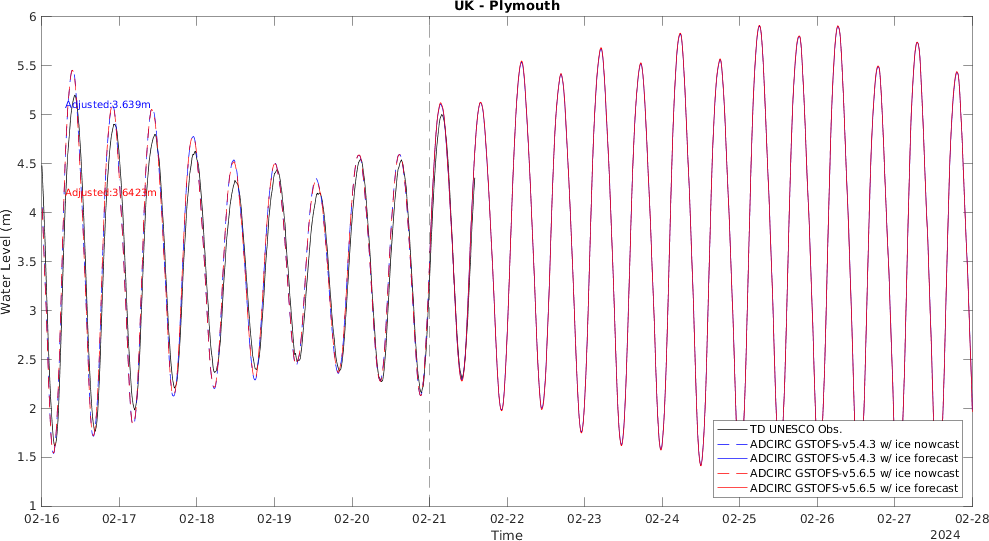 UK - Plymouth
6
5.5
5
4.5
4
3.5
3
2.5
2
1.5
1
Water Level (m)
Adjusted:3.639m
Adjusted:3.6423m
TD UNESCO Obs.
ADCIRC GSTOFS-v5.4.3 w/ ice nowcast
ADCIRC GSTOFS-v5.4.3 w/ ice forecast
ADCIRC GSTOFS-v5.6.5 w/ ice nowcast
ADCIRC GSTOFS-v5.6.5 w/ ice forecast
02-16 02-17 02-18 02-19 02-20 02-21 02-22 02-23 02-24 02-25 02-26 02-27 02-28
Time
2024